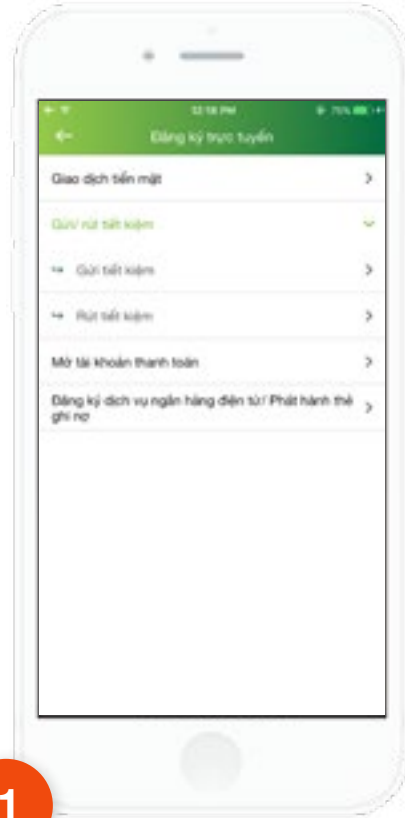 12:18 PM
Đăng ký trực tuyến
Giao dịch tiền mặt
Gửi/ rút tiết kiệm
Gửi tiết kiệm
Rút tiết kiệm
Mở tài khoản thanh toán
Đăng ký dịch vụ ngân hàng điện tử/ Phát hành thẻ
ghi nợ
1